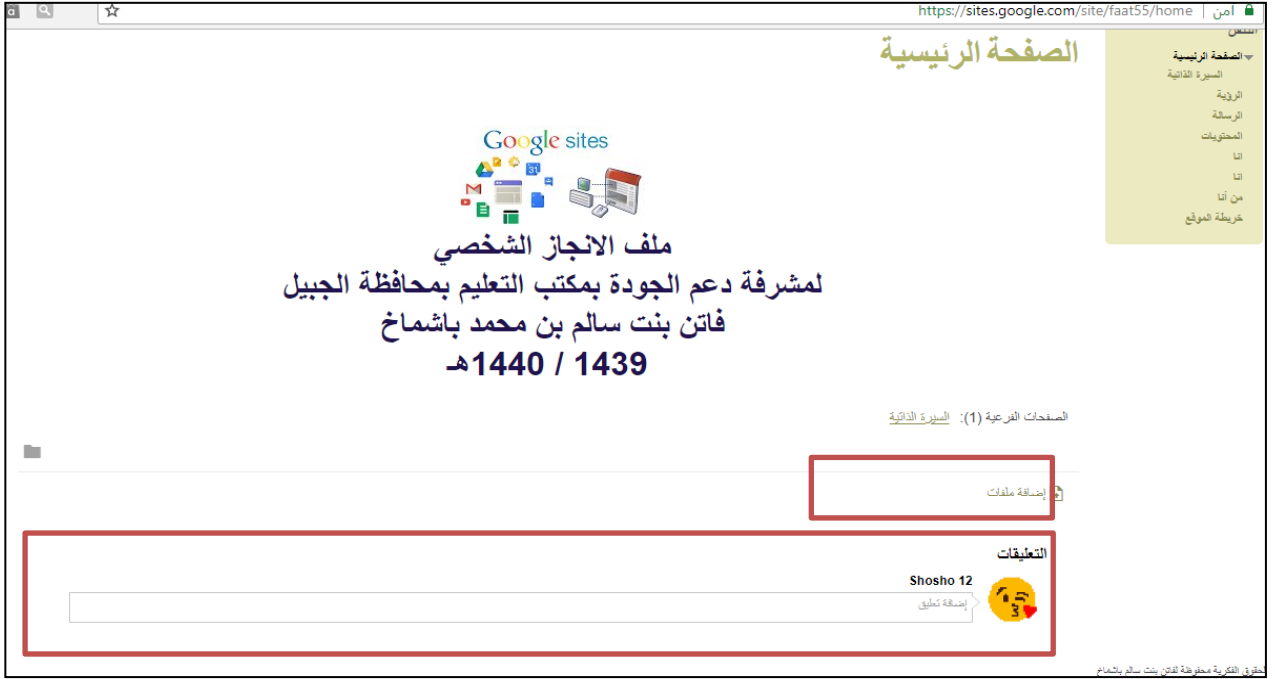 آمن | https://sites.google.com/site/faat55/home
الصفحة الرئيسية
السيرة الذاتية
الرؤية
الرسالة
المحتويات
انا
انا
من أنا
خريطة الموقع
الصفحة الرئيسية
Google sites
31
ملف الانجاز الشخصي
لمشرفة دعم الجودة بمكتب التعليم بمحافظة الجبيل
فاتن بنت سالم بن محمد باشماخ
1439 / 1440هـ
الصفحات الفرعية (1): السيرة الذاتية
إضافة ملفات
التعليقات
Shosho 12
إضافة تعليق
الفكرية محفوظة لفاتن بنت سالم باشماخ